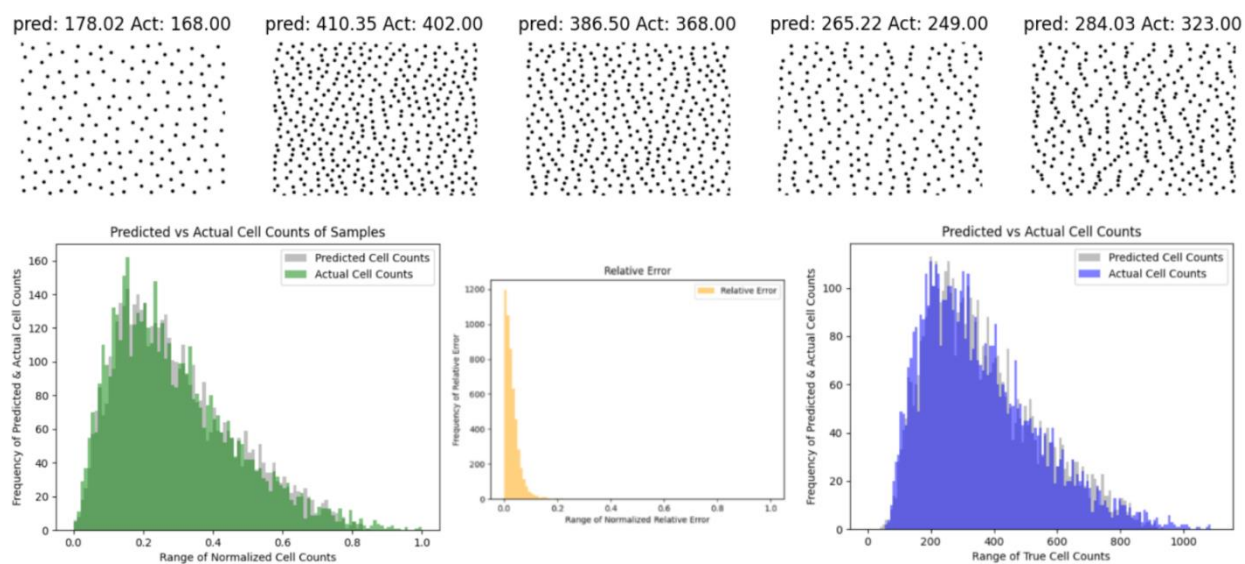 pred: 178.02 Act: 168.00
pred: 410.35 Act: 402.00
pred: 386.50 Act: 368.00
pred: 265.22 Act: 249.00
pred: 284.03 Act: 323.00
Predicted vs Actual Cell Counts of Samples
Predicted Cell Counts
Actual Cell Counts
Frequency of Predicted & Actual Cell Counts
160
140
120
100
80
60
40
20
0
0.0 0.2 0.4 0.6 0.8 1.0
Range of Normalized Cell Counts
Relative Error
Relative Error
Frequency of Relative Error
1200
1000
800
600
400
200
0
0.0 0.2 0.4 0.6 0.8 1.0
Range of Normalized Relative Error
Predicted vs Actual Cell Counts
Predicted Cell Counts
Actual Cell Counts
Frequency of Predicted & Actual Cell Counts
100
80
60
40
20
0
0 200 400 600 800 1000
Range of True Cell Counts